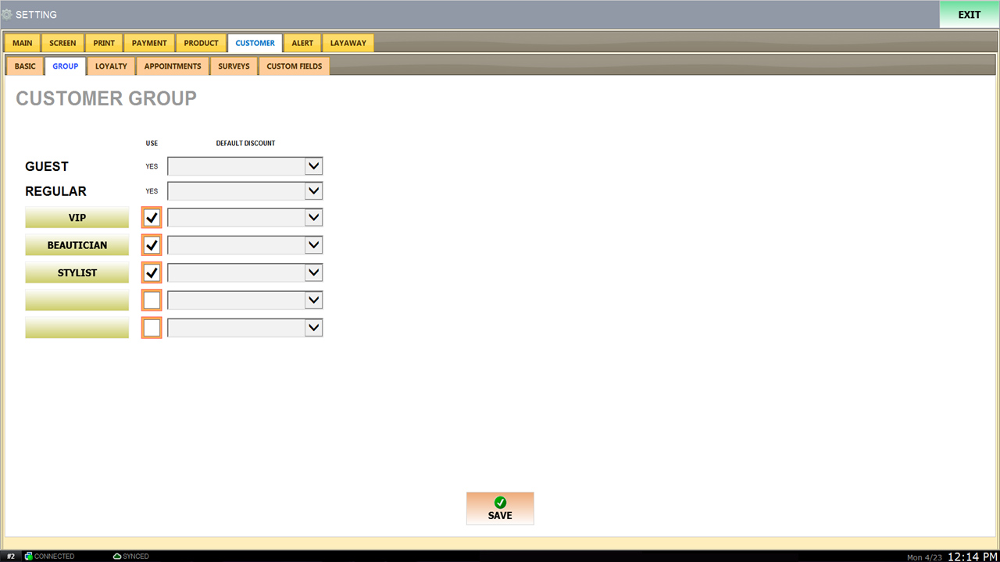 SETTING
EXIT
MAIN SCREEN PRINT PAYMENT PRODUCT CUSTOMER ALERT LAYAWAY
BASIC GROUP LOYALTY APPOINTMENTS SURVEYS CUSTOM FIELDS
CUSTOMER GROUP
USE DEFAULT DISCOUNT
GUEST YES
REGULAR YES
VIP
BEAUTICIAN
STYLIST
SAVE
#2 CONNECTED SYNCED Mon 4/23 12:14 PM